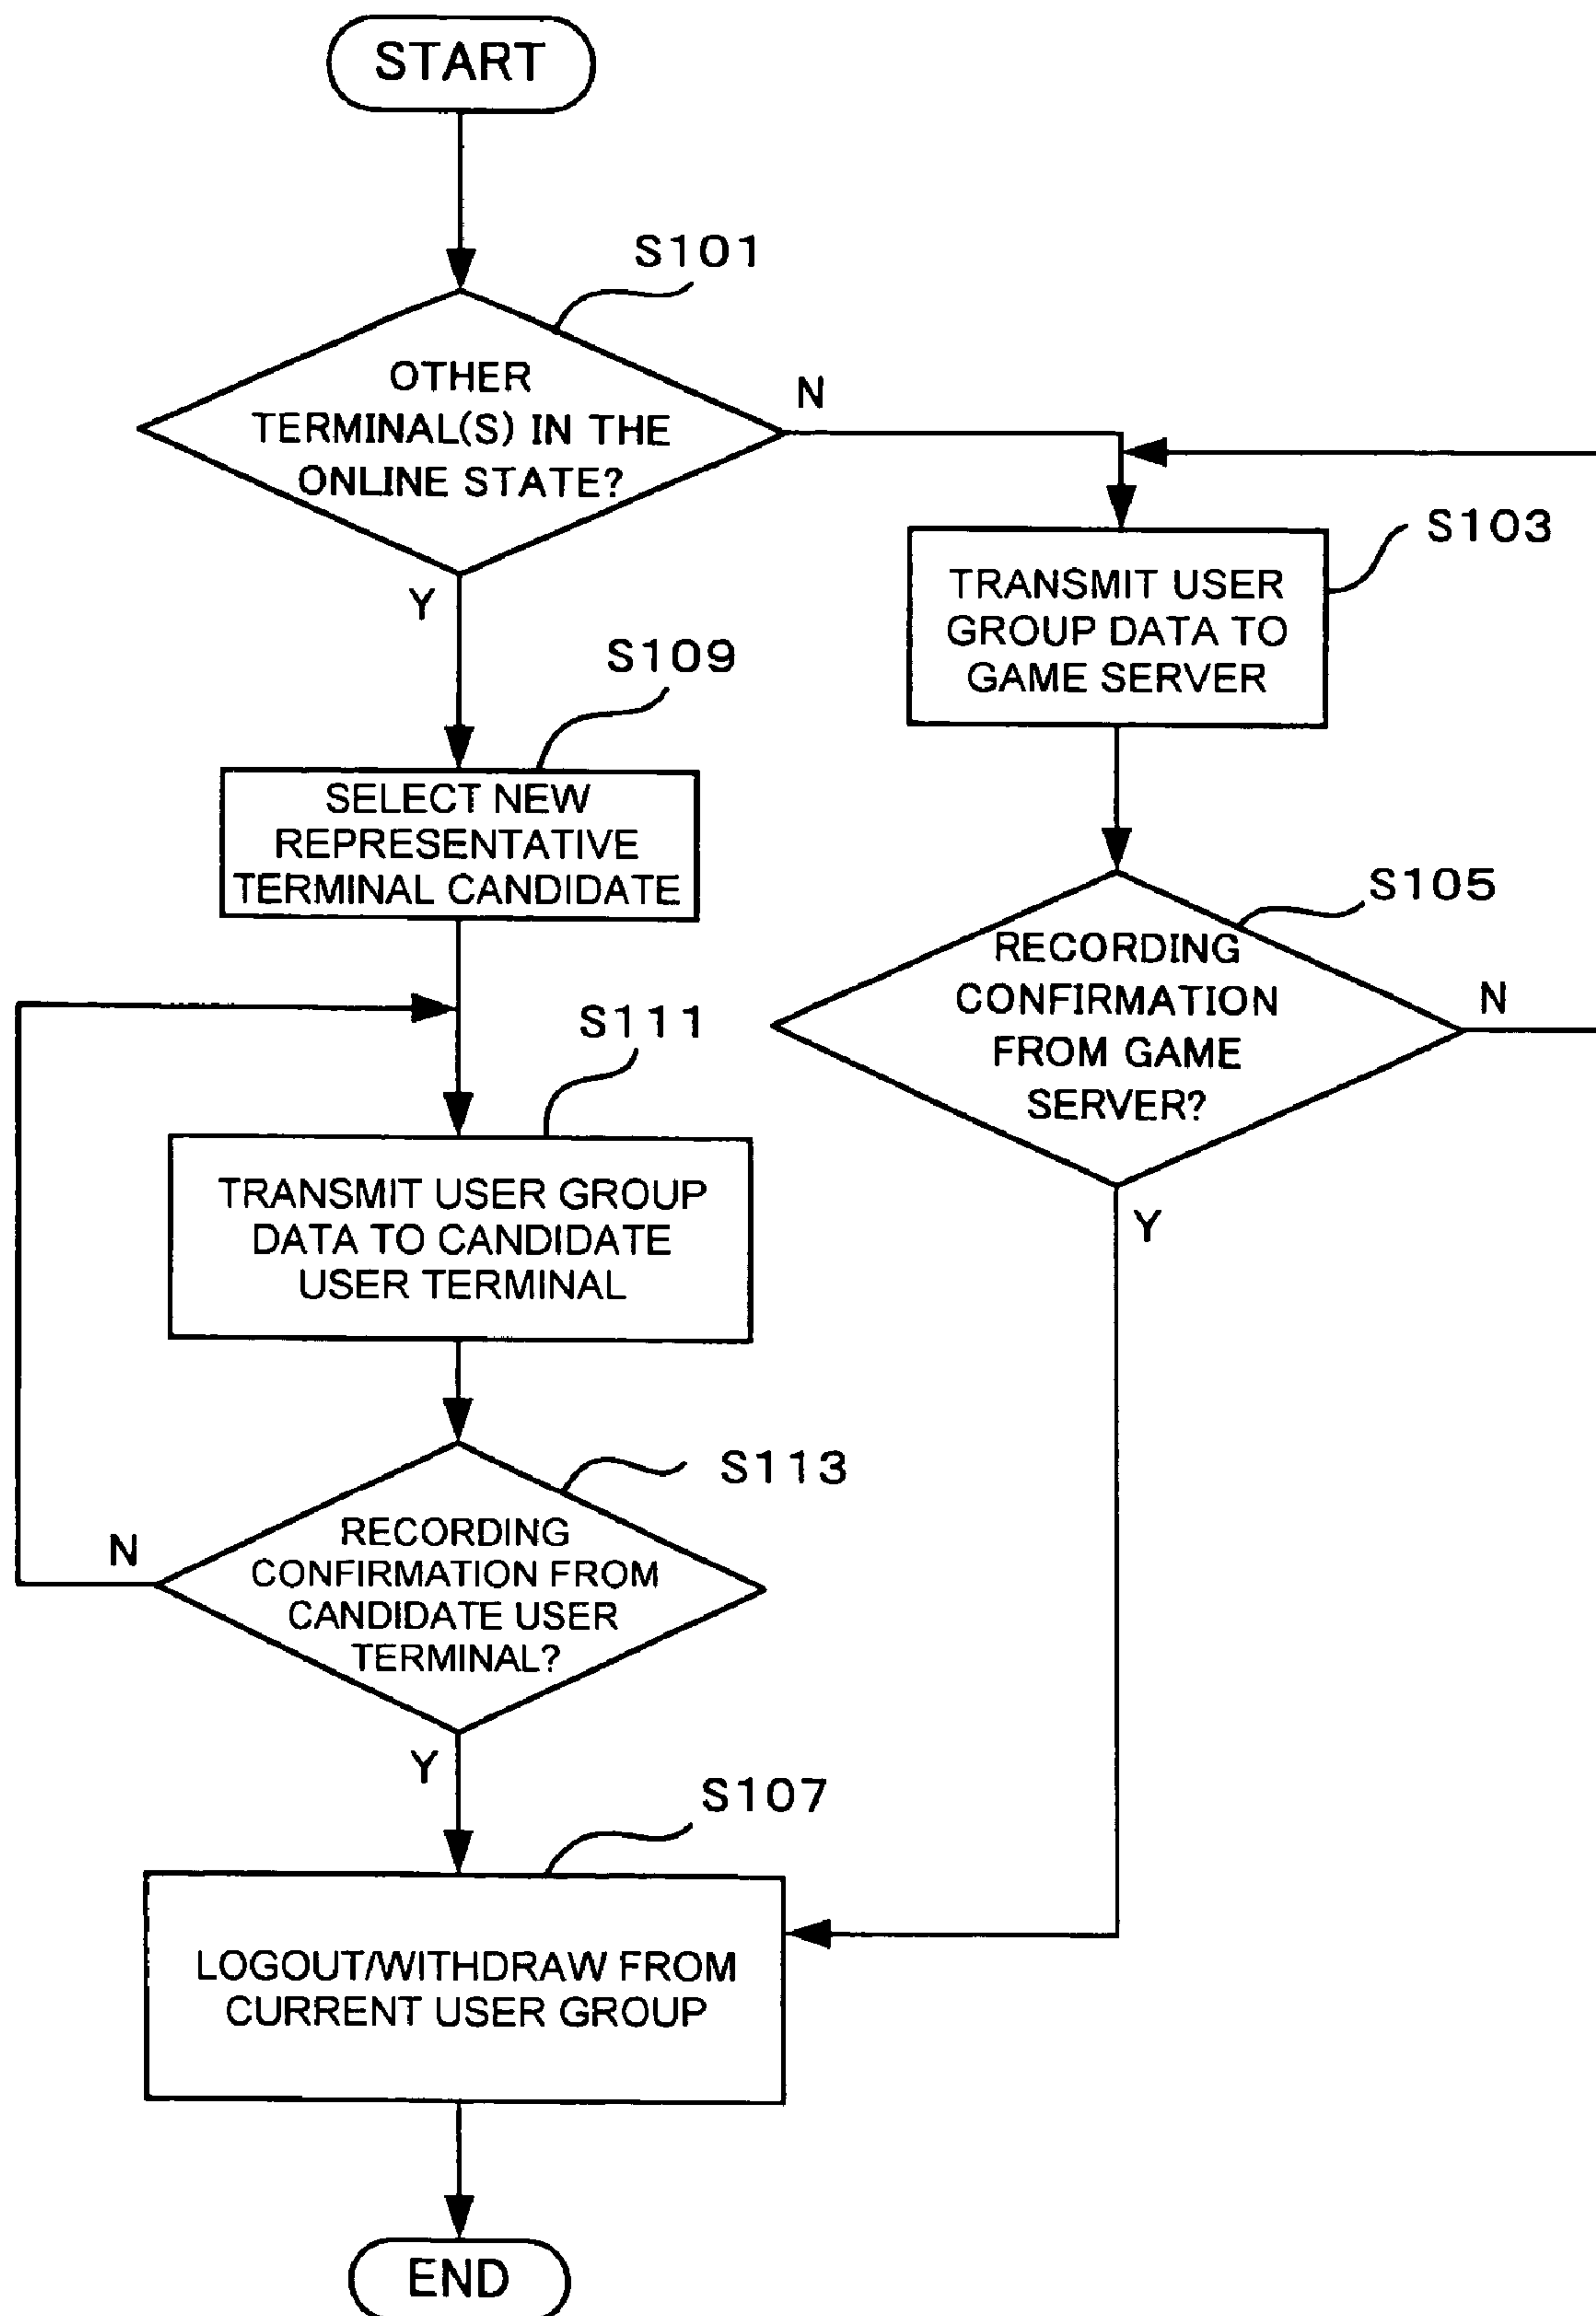 START
S101
OTHER
TERMINAL(S) IN THE
ONLINE STATE?
N
Y
S103
TRANSMIT USER
GROUP DATA TO
GAME SERVER
S109
SELECT NEW
REPRESENTATIVE
TERMINAL CANDIDATE
S105
RECORDING
CONFIRMATION
FROM GAME
SERVER?
N
Y
S111
TRANSMIT USER GROUP
DATA TO CANDIDATE
USER TERMINAL
S113
RECORDING
CONFIRMATION FROM
CANDIDATE USER
TERMINAL?
N
Y
S107
LOGOUT/WITHDRAW FROM
CURRENT USER GROUP
END